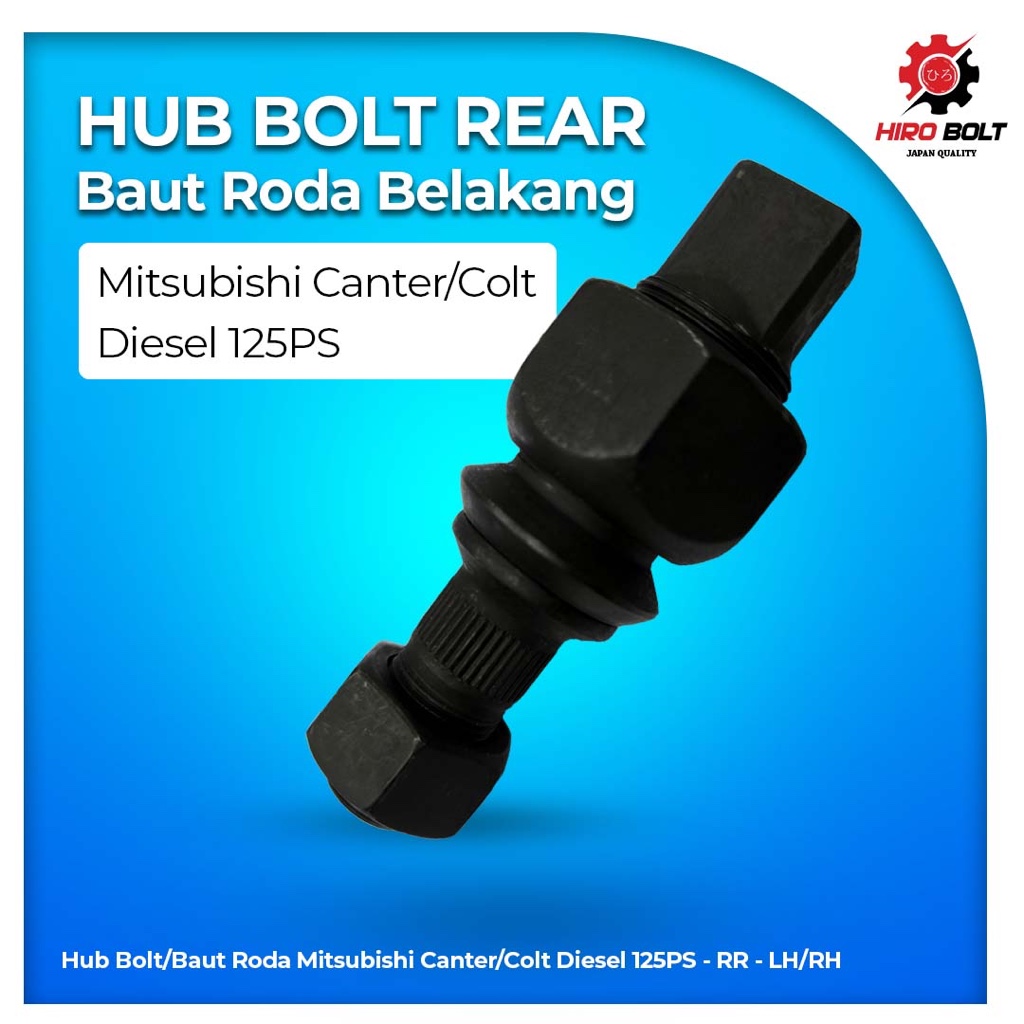 ひろ
HIRO BOLT
JAPAN QUALITY
HUB BOLT REAR
Baut Roda Belakang
Mitsubishi Canter/Colt
Diesel 125PS
Hub Bolt/Baut Roda Mitsubishi Canter/Colt Diesel 125PS - RR - LH/RH